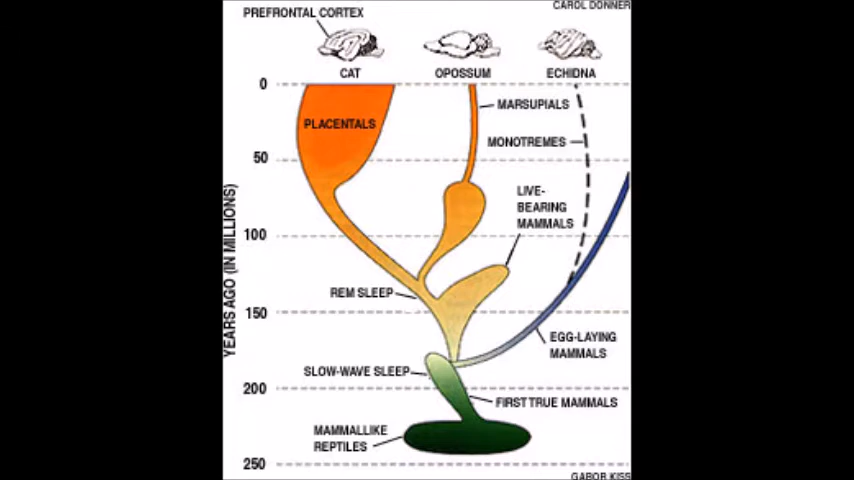 CAROL DONNER
PREFRONTAL CORTEX
CAT
OPOSSUM
ECHIDNA
0
MARSUPIALS
PLACENTALS
MONOTREMES
50
LIVE-
BEARING
MAMMALS
100
YEARS AGO (IN MILLIONS)
REM SLEEP
150
EGG-LAYING
MAMMALS
SLOW-WAVE SLEEP
200
FIRST TRUE MAMMALS
MAMMALLIKE
REPTILES
250
GABOR KISS